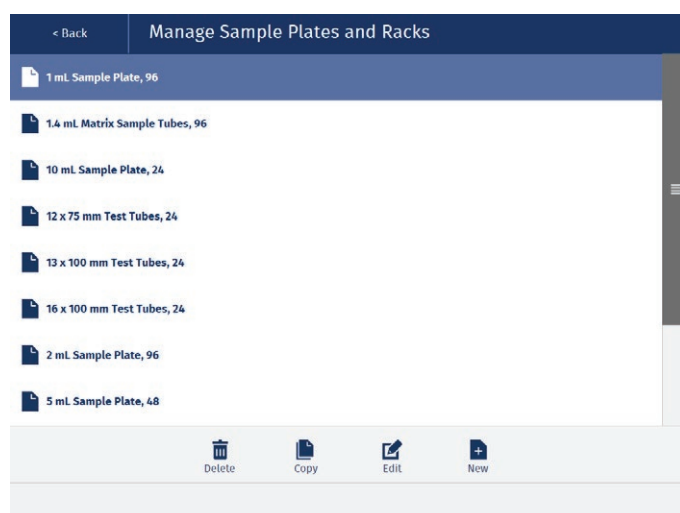 < Back
Manage Sample Plates and Racks
1 mL Sample Plate, 96
1.4 mL Matrix Sample Tubes, 96
10 mL Sample Plate, 24
12 x 75 mm Test Tubes, 24
13 x 100 mm Test Tubes, 24
16 x 100 mm Test Tubes, 24
2 mL Sample Plate, 96
5 mL Sample Plate, 48
Delete
Copy
Edit
New